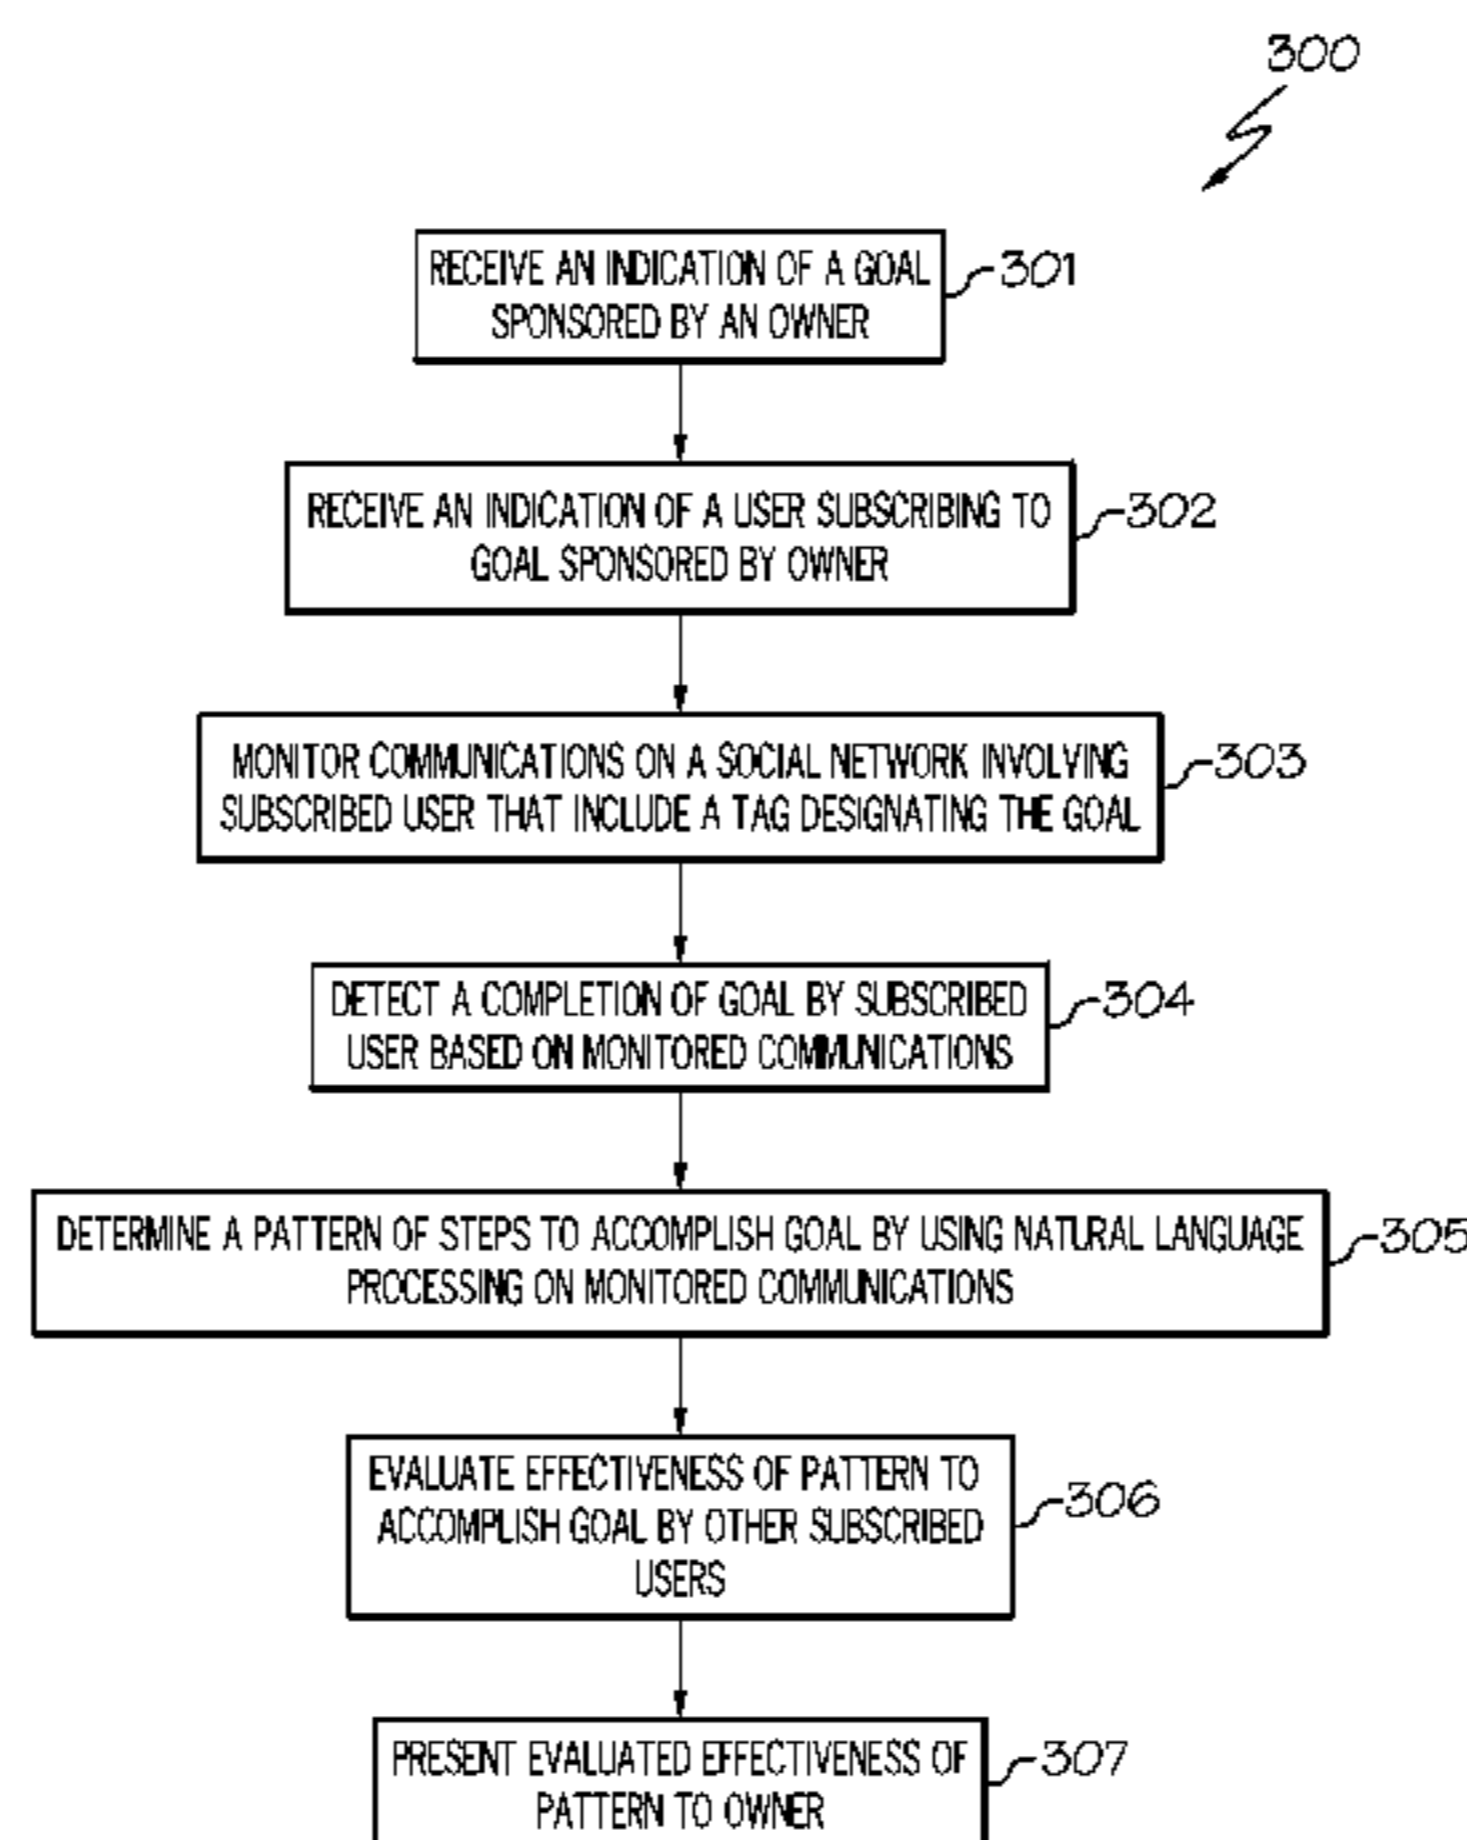 300
RECEIVE AN INDICATION OF A GOAL
SPONSORED BY AN OWNER
301
RECEIVE AN INDICATION OF A USER SUBSCRIBING TO
GOAL SPONSORED BY OWNER
302
MONITOR COMMUNICATIONS ON A SOCIAL NETWORK INVOLVING
SUBSCRIBED USER THAT INCLUDE A TAG DESIGNATING THE GOAL
303
DETECT A COMPLETION OF GOAL BY SUBSCRIBED
USER BASED ON MONITORED COMMUNICATIONS
304
DETERMINE A PATTERN OF STEPS TO ACCOMPLISH GOAL BY USING NATURAL LANGUAGE
PROCESSING ON MONITORED COMMUNICATIONS
305
EVALUATE EFFECTIVENESS OF PATTERN TO
ACCOMPLISH GOAL BY OTHER SUBSCRIBED
USERS
306
PRESENT EVALUATED EFFECTIVENESS OF
PATTERN TO OWNER
307